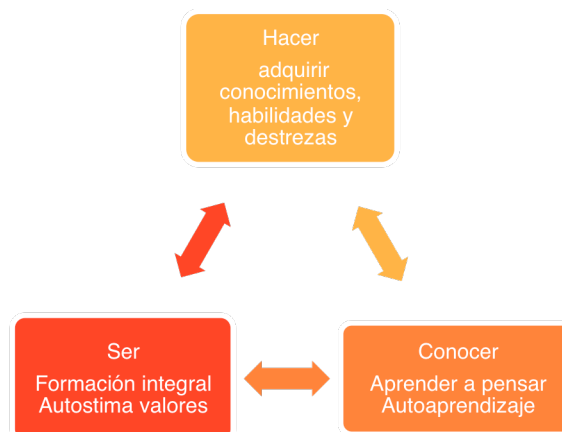 Hacer
adquirir
conocimientos,
habilidades y
destrezas
Ser
Formación integral
Autostima valores
Conocer
Aprender a pensar
Autoaprendizaje